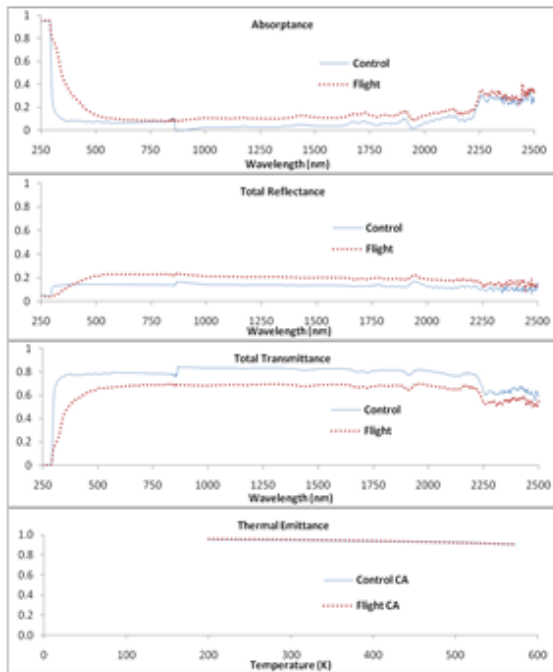 Absorptance
1
0.8
0.6
0.4
0.2
0
Control
Flight
250 500 750 1000 1250 1500 1750 2000 2250 2500
Wavelength (nm)
Total Reflectance
1
0.8
0.6
0.4
0.2
0
Control
Flight
250 500 750 1000 1250 1500 1750 2000 2250 2500
Wavelength (nm)
Total Transmittance
1
0.8
0.6
0.4
0.2
0
Control
Flight
250 500 750 1000 1250 1500 1750 2000 2250 2500
Wavelength (nm)
Thermal Emittance
1.0
0.8
0.6
0.4
0.2
0.0
Control CA
Flight CA
0 100 200 300 400 500 600
Temperature (K)